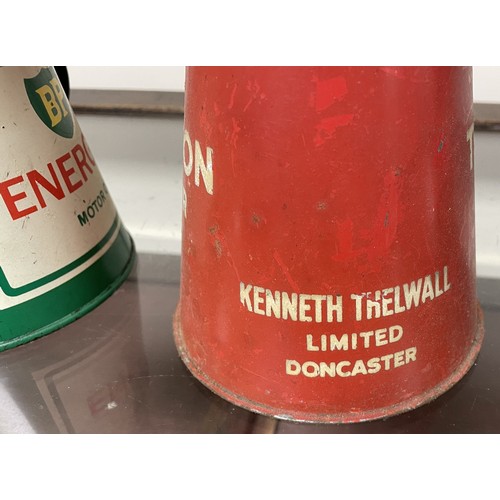 BP
ENERG
MOTOR
ON
KENNETH THELWALL
LIMITED
DONCASTER